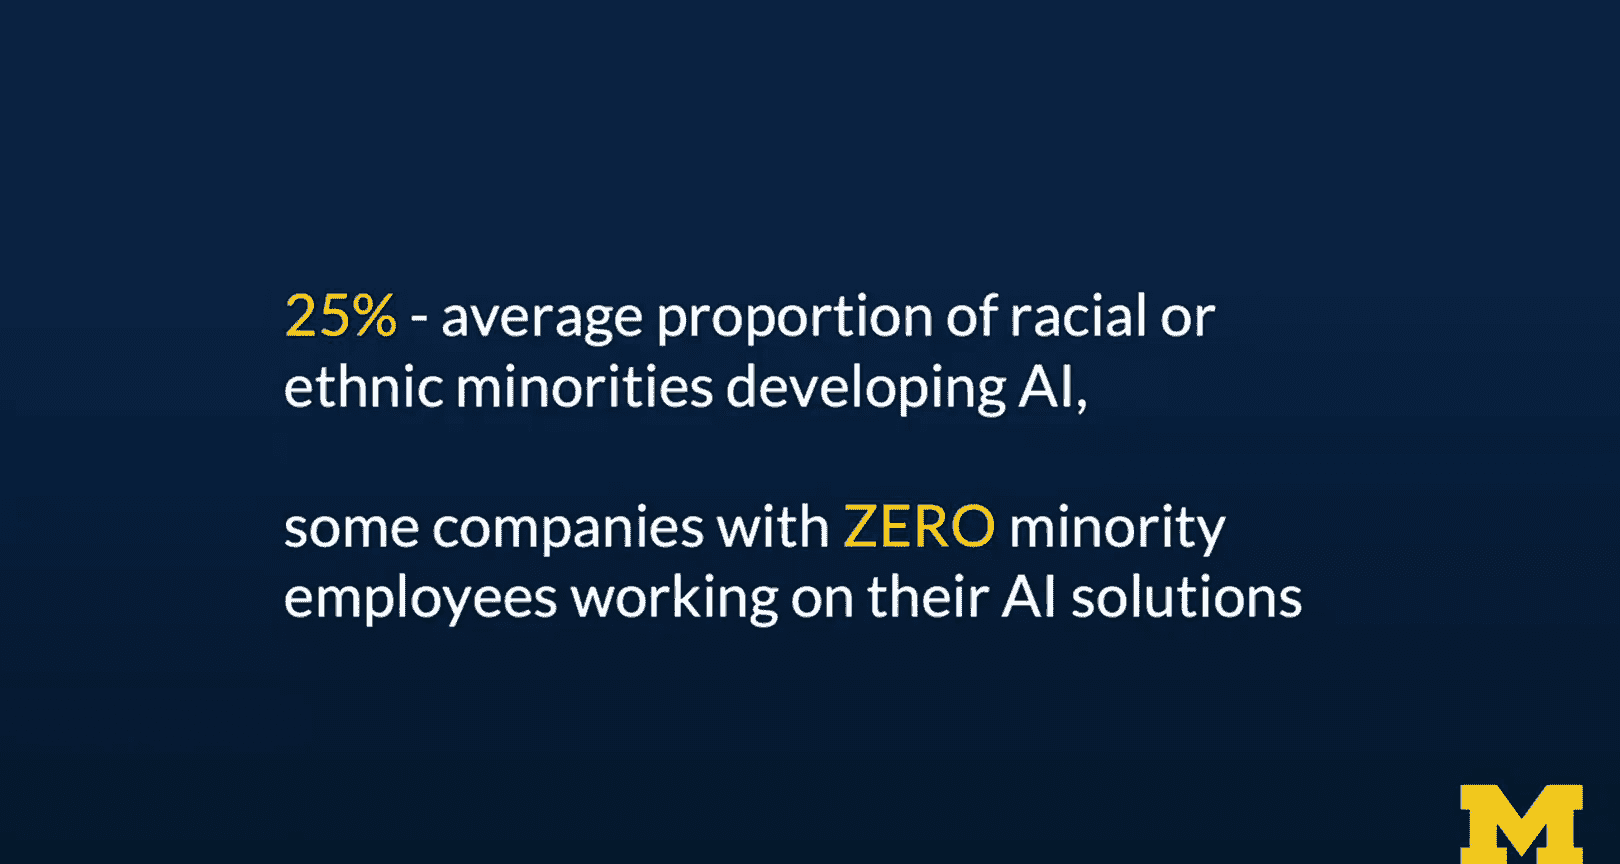 25% - average proportion of racial or
ethnic minorities developing AI,
some companies with ZERO minority
employees working on their AI solutions
M